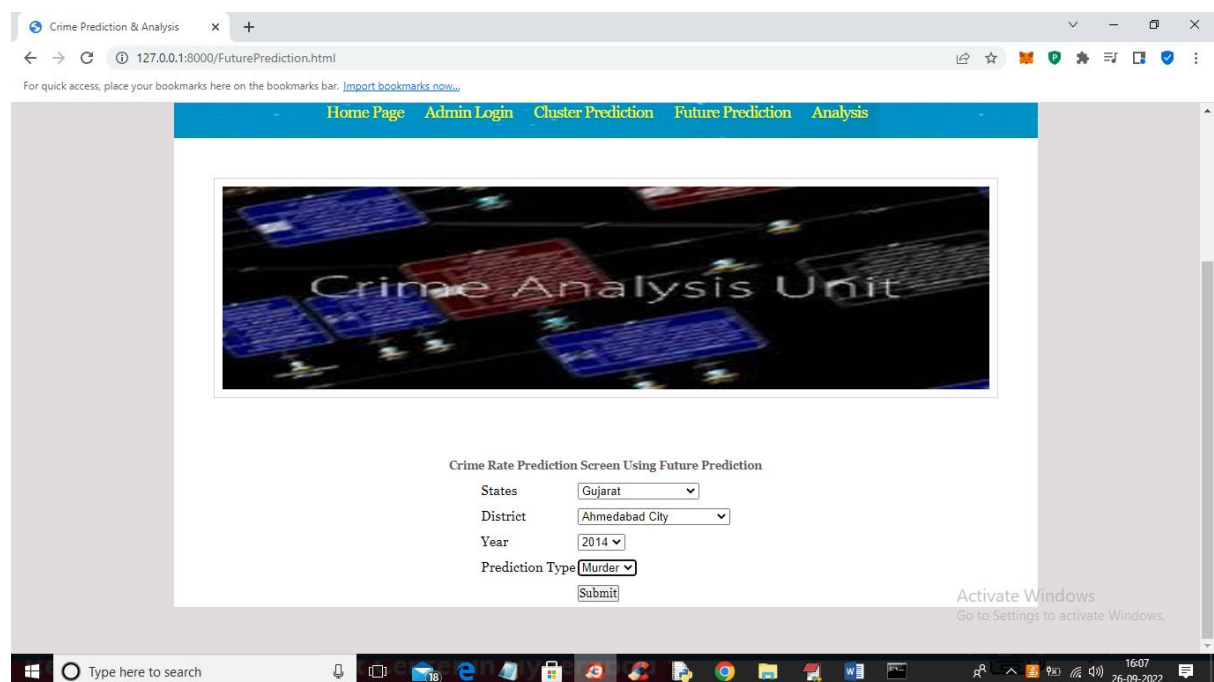 Crime Prediction & Analysis
127.0.0.1:8000/FuturePrediction.html
For quick access, place your bookmarks here on the bookmarks bar. Import bookmarks now...
Home Page Admin Login Cluster Prediction Future Prediction Analysis
Crime Analysis Unit
Crime Rate Prediction Screen Using Future Prediction
States Gujarat
District Ahmedabad City
Year 2014
Prediction Type Murder
Submit
Activate Windows
Go to Settings to activate Windows.
Type here to search
18
16:07
26-09-2022